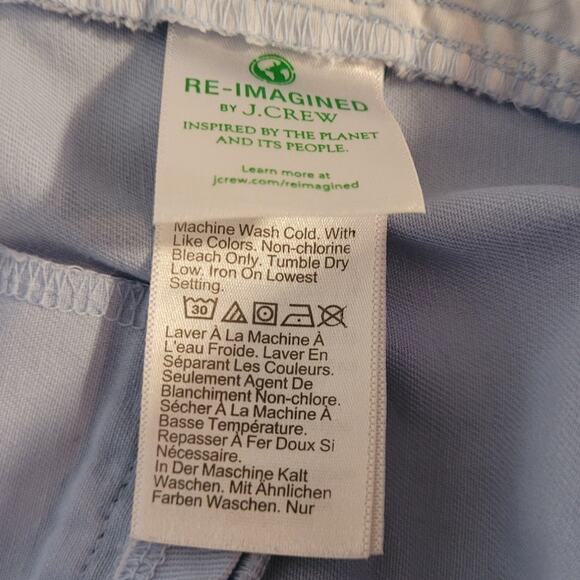 RE-IMAGINED
BY J.CREW
INSPIRED BY THE PLANET
AND ITS PEOPLE.
Learn more at
jcrew.com/reimagined
Machine Wash Cold. With
Like Colors. Non-chlorine
Bleach Only. Tumble Dry
Low. Iron On Lowest
Setting.
30
Laver À La Machine À
L'eau Froide. Laver En
Séparant Les Couleurs.
Seulement Agent De
Blanchiment Non-chlore.
Sécher À La Machine À
Basse Température.
Repasser À Fer Doux Si
Nécessaire.
In Der Maschine Kalt
Waschen. Mit Ähnlichen
Farben Waschen. Nur